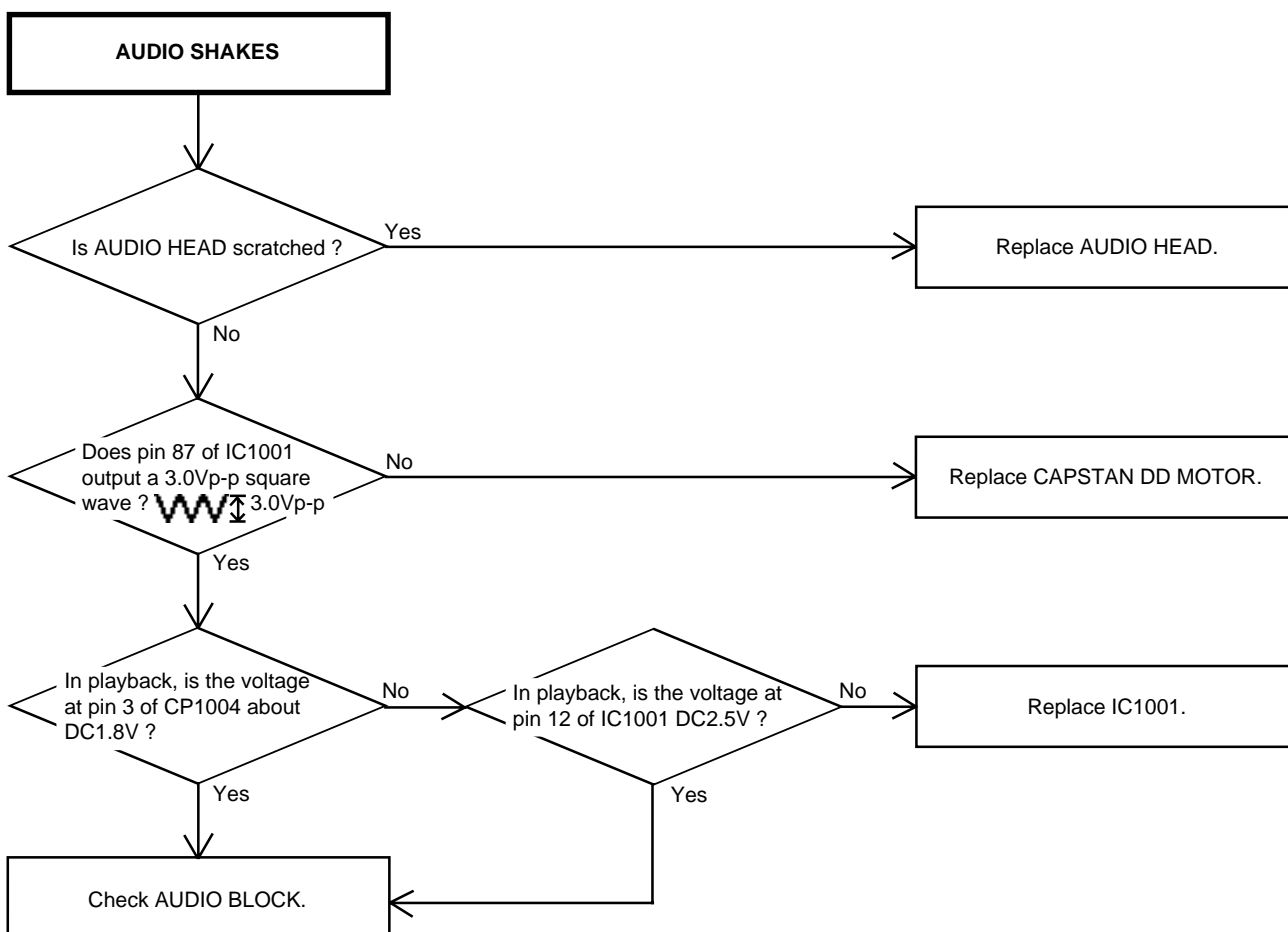 AUDIO SHAKES
Is AUDIO HEAD scratched ?
Yes
Replace AUDIO HEAD.
No
Does pin 87 of IC1001
output a 3.0Vp-p square
wave ?
3.0Vp-p
No
Replace CAPSTAN DD MOTOR.
Yes
In playback, is the voltage
at pin 3 of CP1004 about
DC1.8V ?
No
In playback, is the voltage at
pin 12 of IC1001 DC2.5V ?
No
Replace IC1001.
Yes
Yes
Check AUDIO BLOCK.